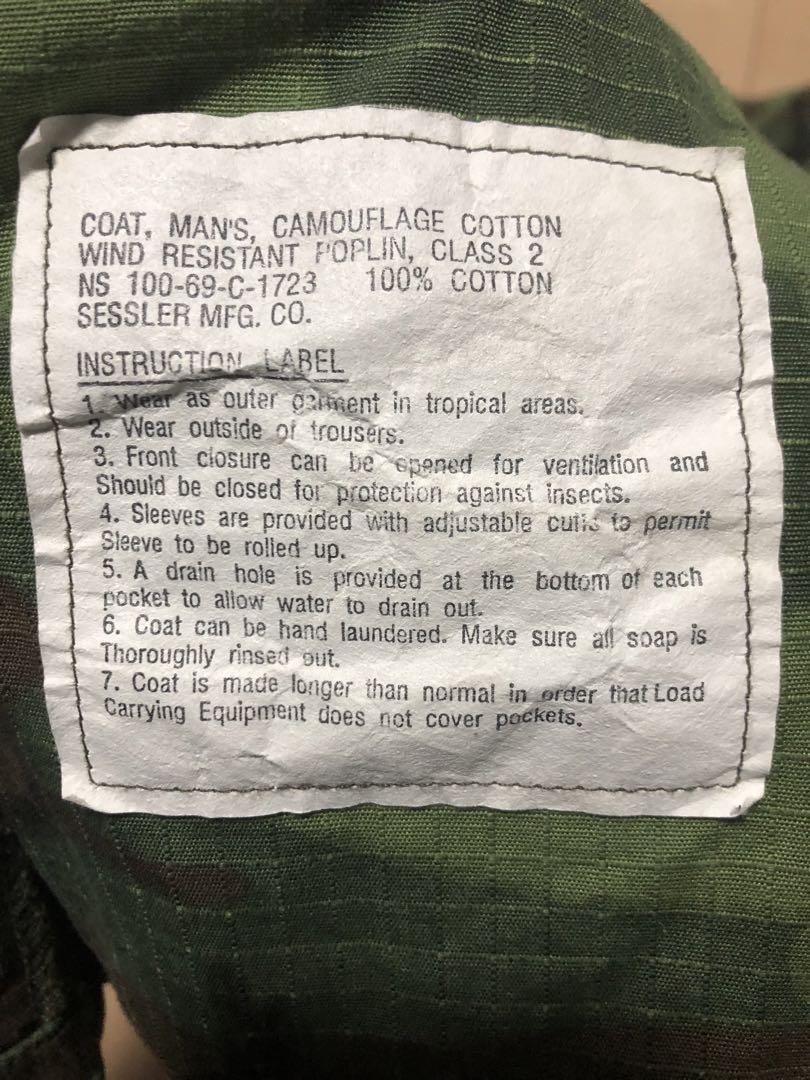 COAT, MAN'S, CAMOUFLAGE COTTON
WIND RESISTANT POPLIN, CLASS 2
NS 100-69-C-1723 100% COTTON
SESSLER MFG. CO.
INSTRUCTION LABEL
1. Wear as outer garment in tropical areas.
2. Wear outside of trousers.
3. Front closure can be opened for ventilation and
Should be closed for protection against insects.
4. Sleeves are provided with adjustable cuffs to permit
Sleeve to be rolled up.
5. A drain hole is provided at the bottom of each
pocket to allow water to drain out.
6. Coat can be hand laundered. Make sure all soap is
Thoroughly rinsed out.
7. Coat is made longer than normal in order that Load
Carrying Equipment does not cover pockets.